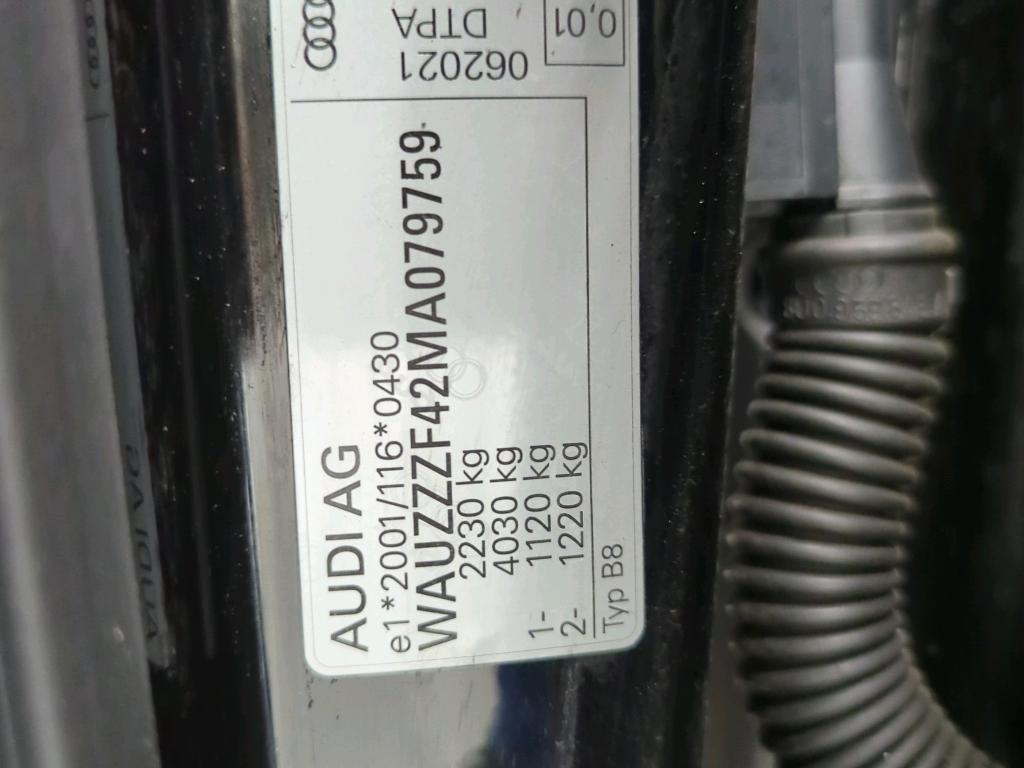 AUDI AG
e1*2001/116*0430
WAUZZZF42MA079759
2230 kg
4030 kg
1- 1120 kg
2- 1220 kg
Typ B8
062021
DTPA
0,01